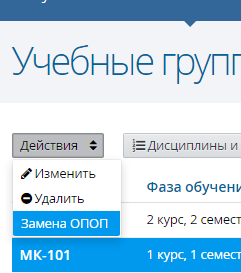 Учебные груп
Действия
Дисциплины и
Изменить
Удалить
Замена ОПОП
Фаза обучени
2 курс, 2 семест
МК-101
1 курс, 1 семест